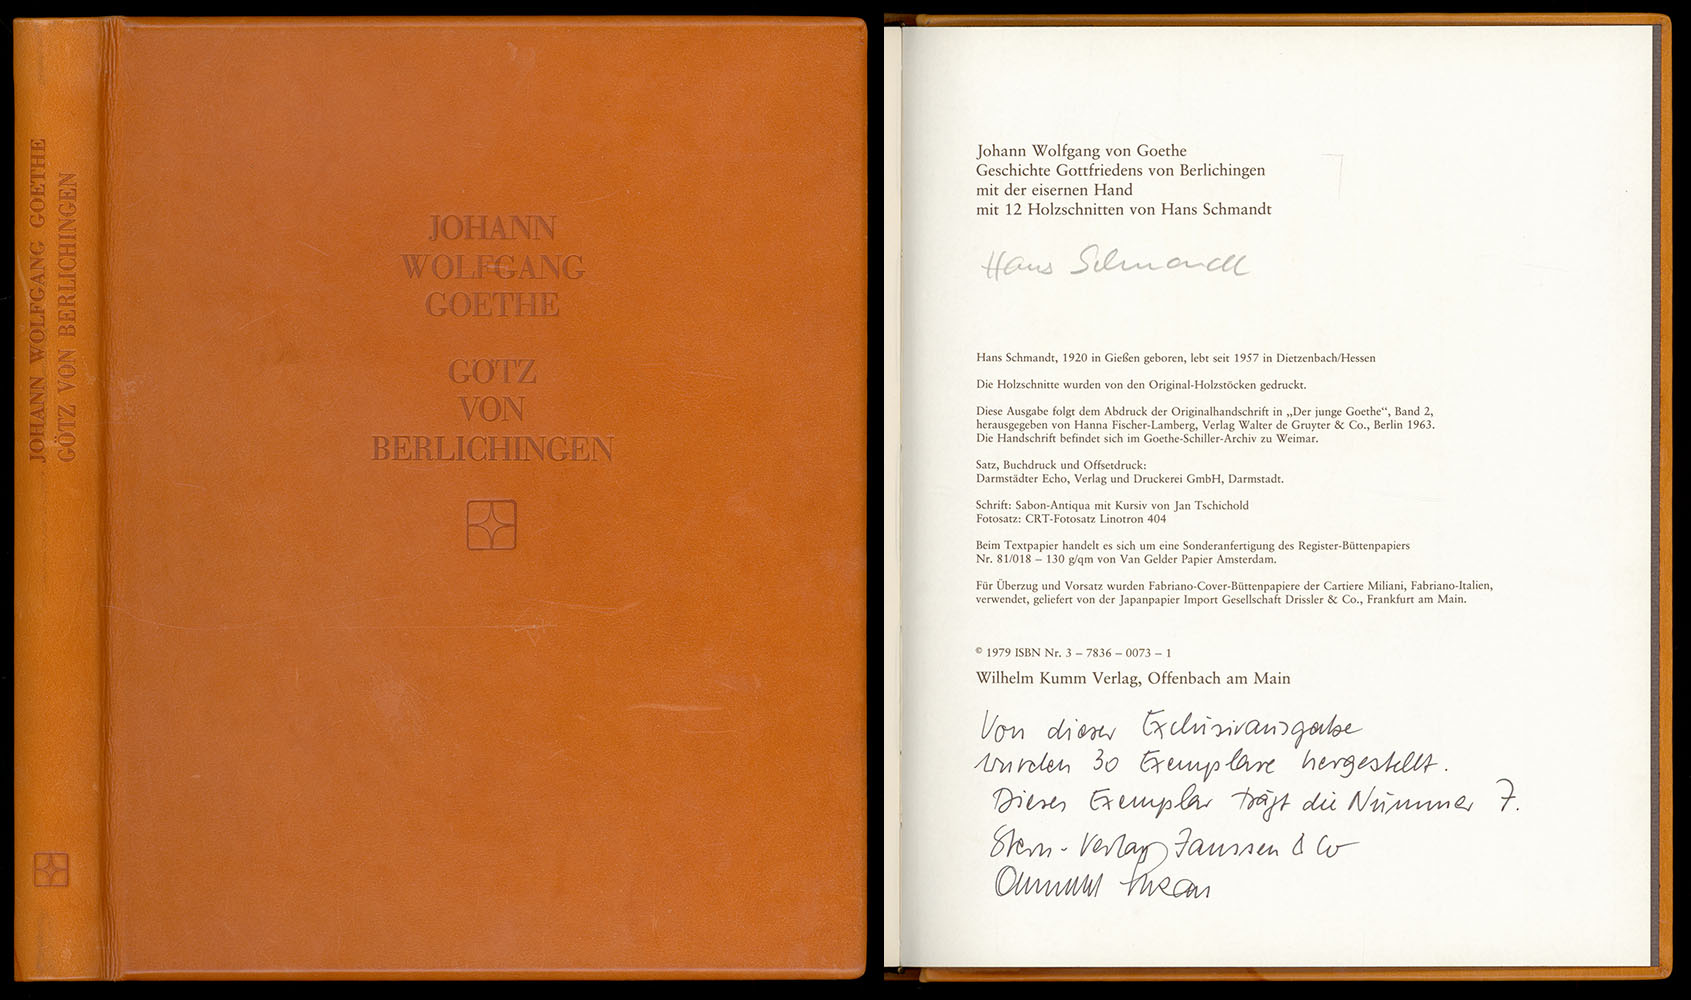 JOHANN WOLFGANG GOETHE
GÖTZ VON BERLICHINGEN
JOHANN
WOLFGANG
GOETHE
GÖTZ
VON
BERLICHINGEN
Johann Wolfgang von Goethe
Geschichte Gottfriedens von Berlichingen
mit der eisernen Hand
mit 12 Holzschnitten von Hans Schmandt
Hans Schmandt
Hans Schmandt, 1920 in Gießen geboren, lebt seit 1957 in Dietzenbach/Hessen
Die Holzschnitte wurden von den Original-Holzstöcken gedruckt.
Diese Ausgabe folgt dem Abdruck der Originalhandschrift in „Der junge Goethe“, Band 2,
herausgegeben von Hanna Fischer-Lamberg, Verlag Walter de Gruyter & Co., Berlin 1963.
Die Handschrift befindet sich im Goethe-Schiller-Archiv zu Weimar.
Satz, Buchdruck und Offsetdruck:
Darmstädter Echo, Verlag und Druckerei GmbH, Darmstadt.
Schrift: Sabon-Antiqua mit Kursiv von Jan Tschichold
Fotosatz: CRT-Fotosatz Linotron 404
Beim Textpapier handelt es sich um eine Sonderanfertigung des Register-Büttenpapiers
Nr. 81/018 – 130 g/qm von Van Gelder Papier Amsterdam.
Für Überzug und Vorsatz wurden Fabriano-Cover-Büttenpapiere der Cartiere Miliani, Fabriano-Italien,
verwendet, geliefert von der Japanpapier Import Gesellschaft Drissler & Co., Frankfurt am Main.
© 1979 ISBN Nr. 3 – 7836 – 0073 – 1
Wilhelm Kumm Verlag, Offenbach am Main
Von dieser Exclusivausgabe
wurden 30 Exemplare hergestellt.
Dieses Exemplar trägt die Nummer 7.
Stern-Verlag Janssen & Co